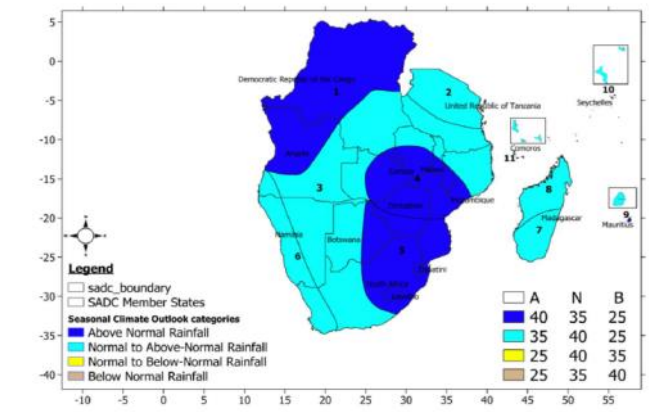 5
0
-5
-10
-15
-20
-25
-30
-35
-40
-10 -5 0 5 10 15 20 25 30 35 40 45 50 55
Democratic Republic of the Congo
1
2
United Republic of Tanzania
10
Seychelles
Comoros
11
Angola
3
4
Zambia
Malawi
Mozambique
Zimbabwe
8
Madagascar
7
9
Mauritius
Namibia
Botswana
5
6
Eswatini
South Africa
Lesotho
Legend
sadc_boundary
SADC Member States
Seasonal Climate Outlook categories
Above Normal Rainfall
Normal to Above-Normal Rainfall
Normal to Below-Normal Rainfall
Below Normal Rainfall
A N B
40 35 25
35 40 25
25 40 35
25 35 40